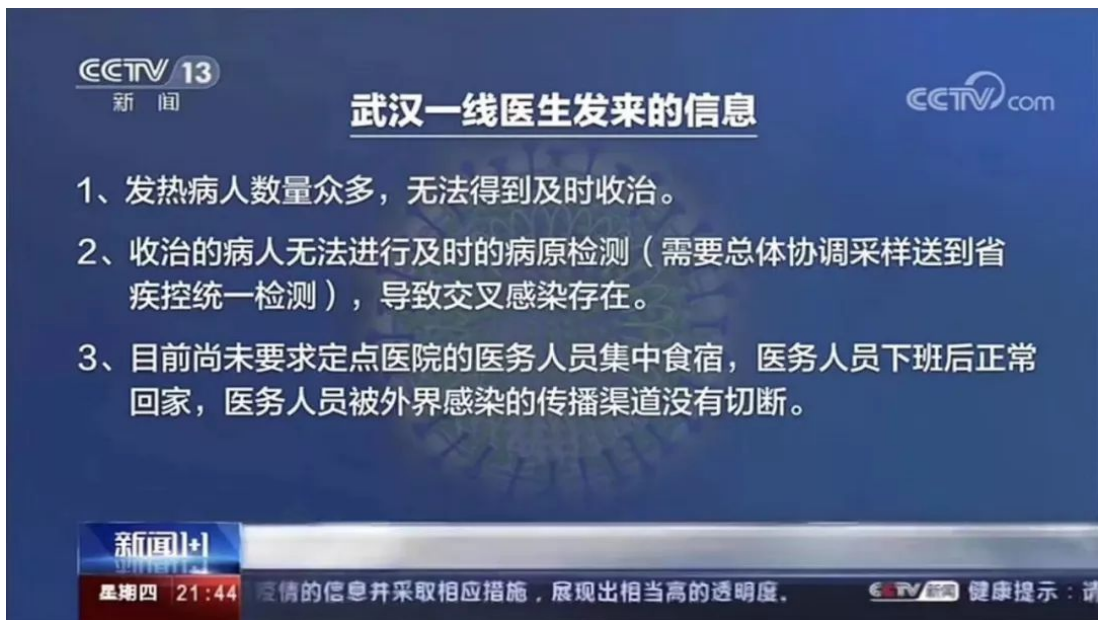 CCTV 13
新闻
CCTV.com
武汉一线医生发来的信息
1、发热病人数量众多，无法得到及时收治。
2、收治的病人无法进行及时的病原检测（需要总体协调采样送到省
疾控统一检测），导致交叉感染存在。
3、目前尚未要求定点医院的医务人员集中食宿，医务人员下班后正常
回家，医务人员被外界感染的传播渠道没有切断。
新闻1+1
星期四 21:44 疫情的信息并采取相应措施，展现出相当高的透明度。 CCTV新闻 健康提示：请